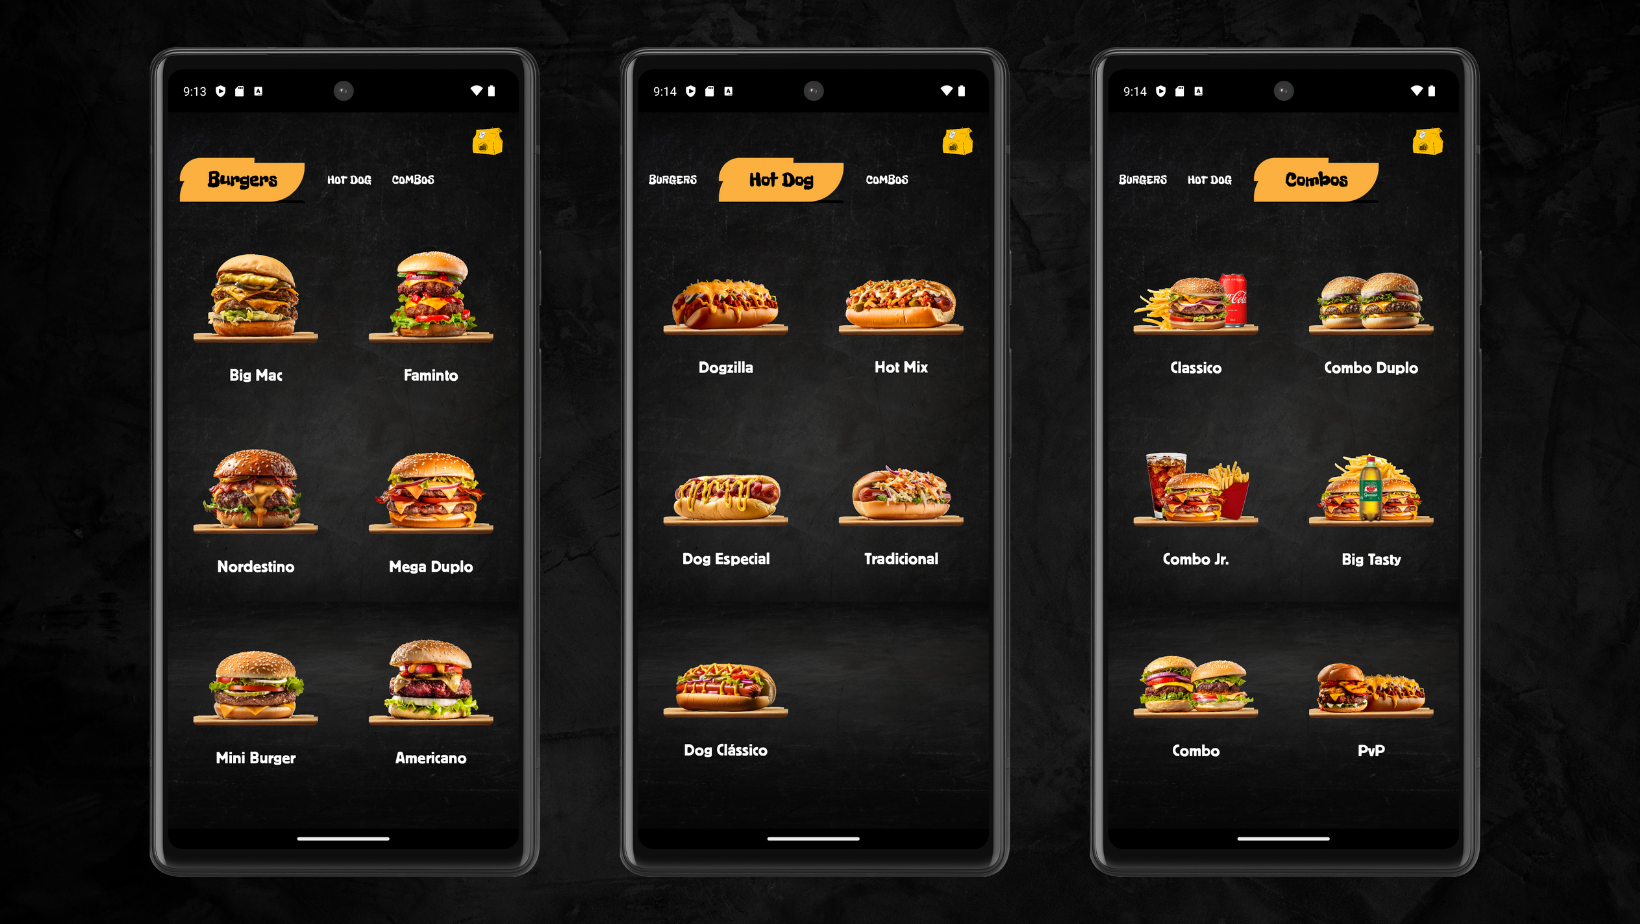 9:13
Burgers HOT DOG COMBOS
Big Mac Faminto
Nordestino Mega Duplo
Mini Burger Americano
9:14
BURGERS Hot Dog COMBOS
Dogzilla Hot Mix
Dog Especial Tradicional
Dog Clássico
9:14
BURGERS HOT DOG Combos
Classico Combo Duplo
Combo Jr. Big Tasty
Combo PvP